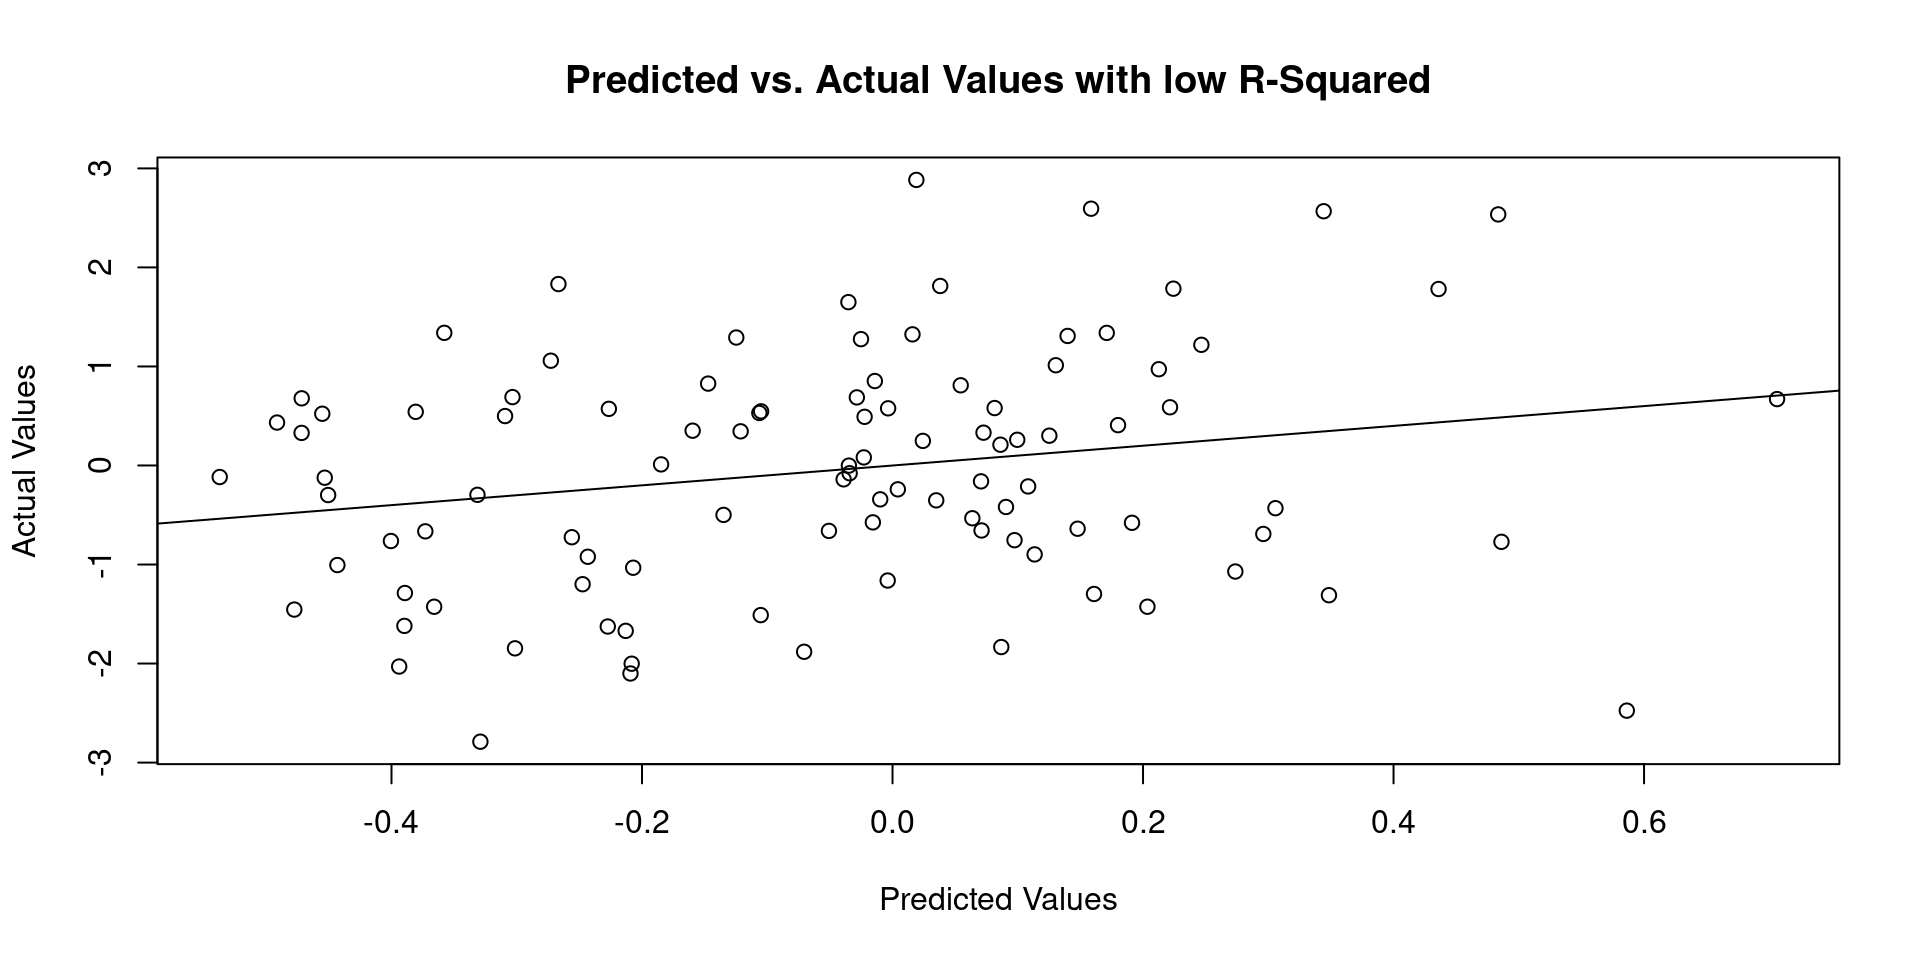 Predicted vs. Actual Values with low R-Squared
Actual Values
3
2
1
0
-1
-2
-3
-0.4 -0.2 0.0 0.2 0.4 0.6
Predicted Values